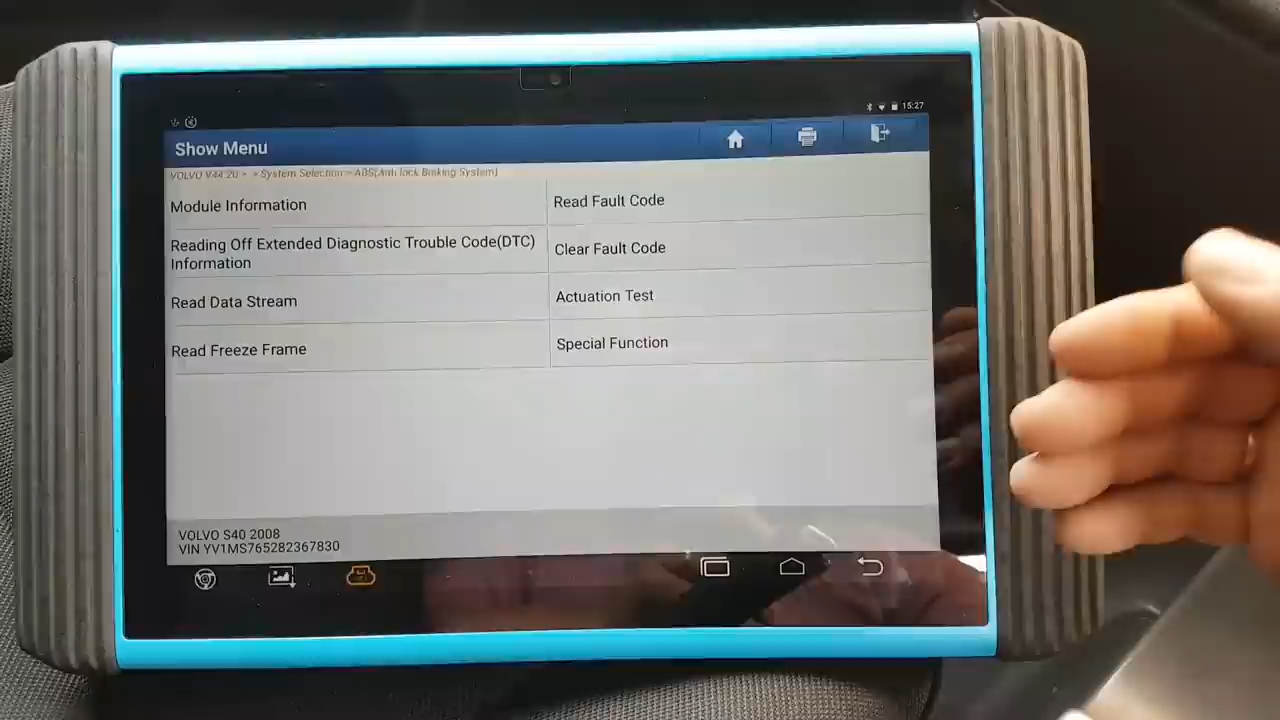 15:27
Show Menu
VOLVO V44.20 > > System Selection > ABS(Anti lock Braking System)
Module Information
Read Fault Code
Reading Off Extended Diagnostic Trouble Code(DTC)
Information
Clear Fault Code
Read Data Stream
Actuation Test
Read Freeze Frame
Special Function
VOLVO S40 2008
VIN YV1MS765282367830